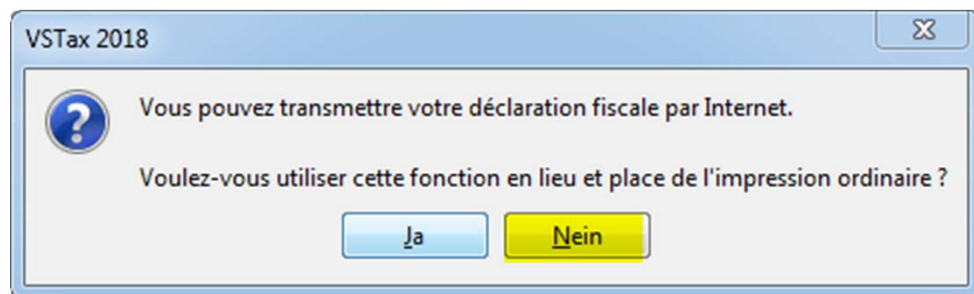 VSTax 2018
Vous pouvez transmettre votre déclaration fiscale par Internet.
Voulez-vous utiliser cette fonction en lieu et place de l'impression ordinaire ?
Ja
Nein